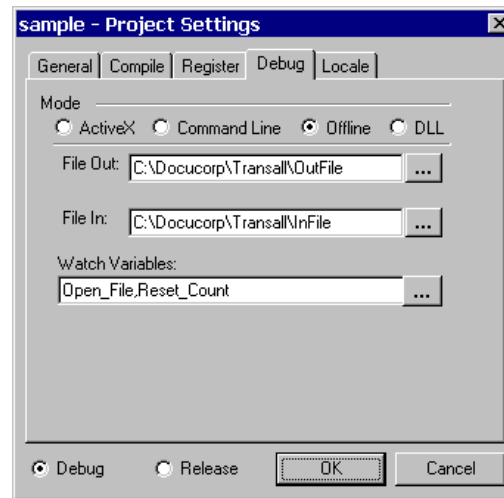 sample - Project Settings
General Compile Register Debug Locale
Mode
ActiveX Command Line Offline DLL
File Out: C:\Docucorp\Transall\OutFile ...
File In: C:\Docucorp\Transall\InFile ...
Watch Variables:
Open_File,Reset_Count ...
Debug Release OK Cancel